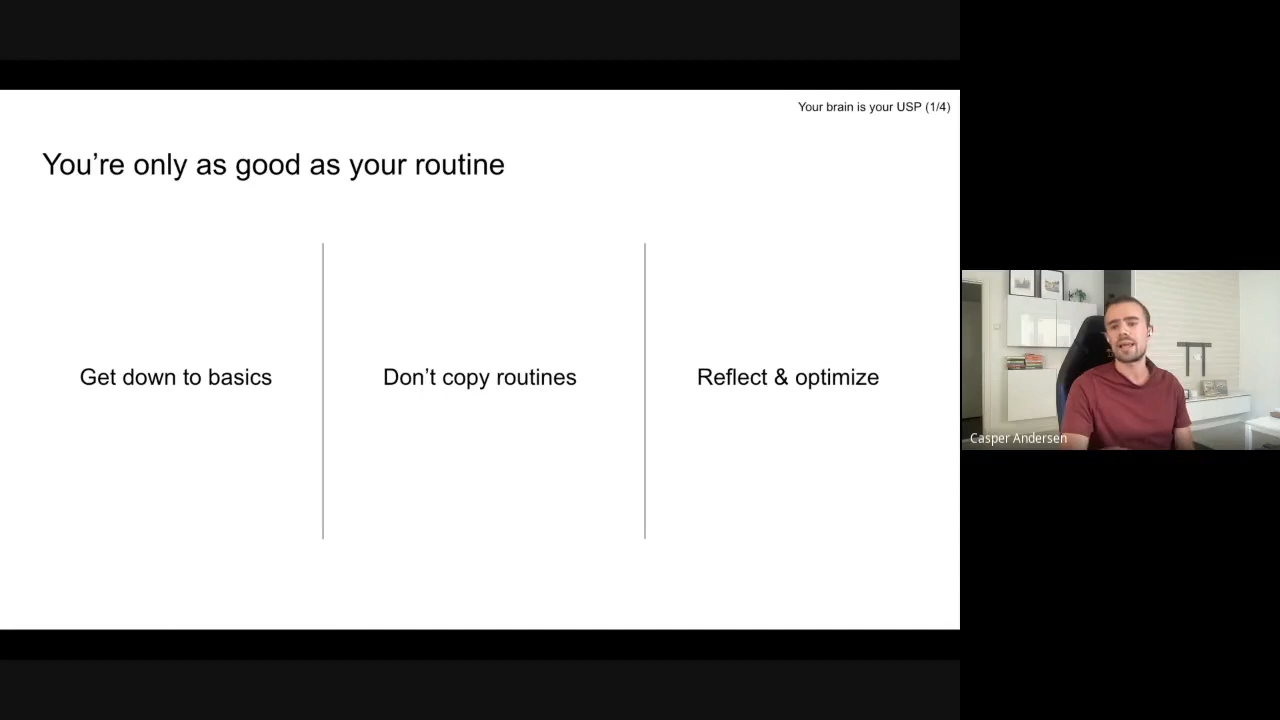 Your brain is your USP (1/4)
You’re only as good as your routine
Get down to basics
Don’t copy routines
Reflect & optimize
Casper Andersen